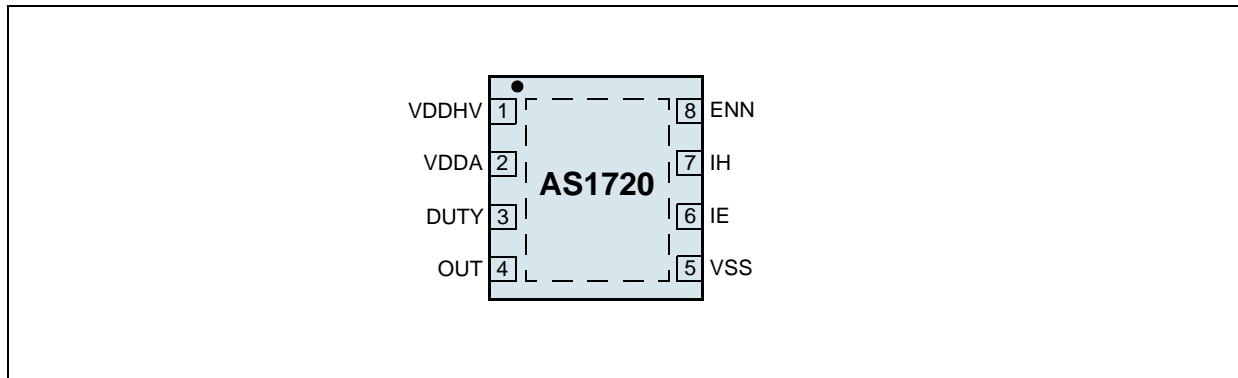 VDDHV 1 8 ENN
VDDA 2 7 IH
AS1720
DUTY 3 6 IE
OUT 4 5 VSS